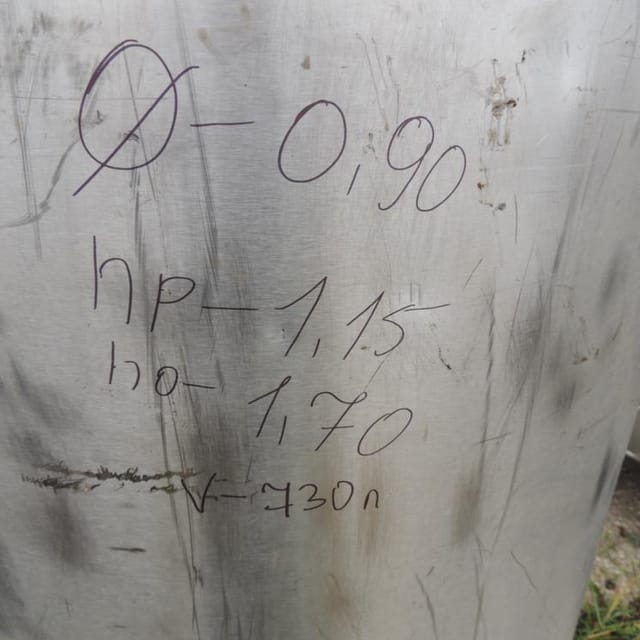 Ø - 0,90
hр - 1,15
hо - 1,70
V - 730л